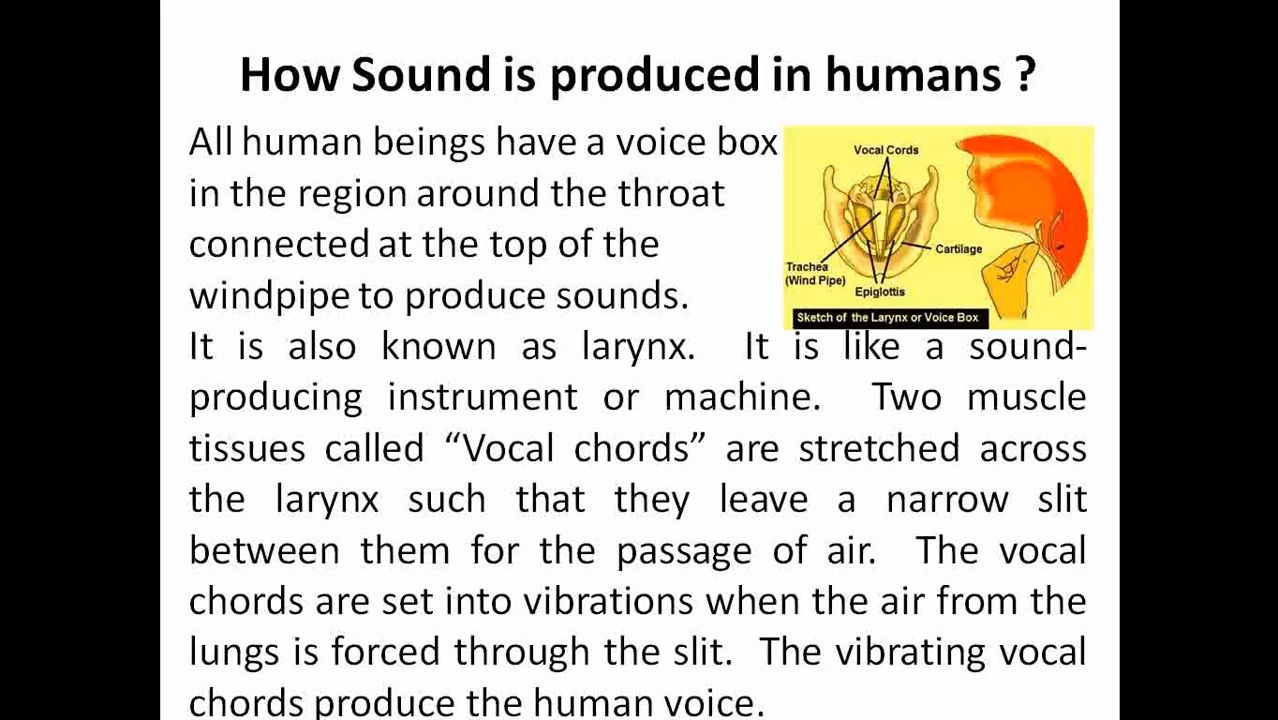 How Sound is produced in humans ?
All human beings have a voice box
in the region around the throat
connected at the top of the
windpipe to produce sounds.
Vocal Cords
Cartilage
Trachea
(Wind Pipe)
Epiglottis
Sketch of the Larynx or Voice Box
It is also known as larynx. It is like a sound-
producing instrument or machine. Two muscle
tissues called “Vocal chords” are stretched across
the larynx such that they leave a narrow slit
between them for the passage of air. The vocal
chords are set into vibrations when the air from the
lungs is forced through the slit. The vibrating vocal
chords produce the human voice.